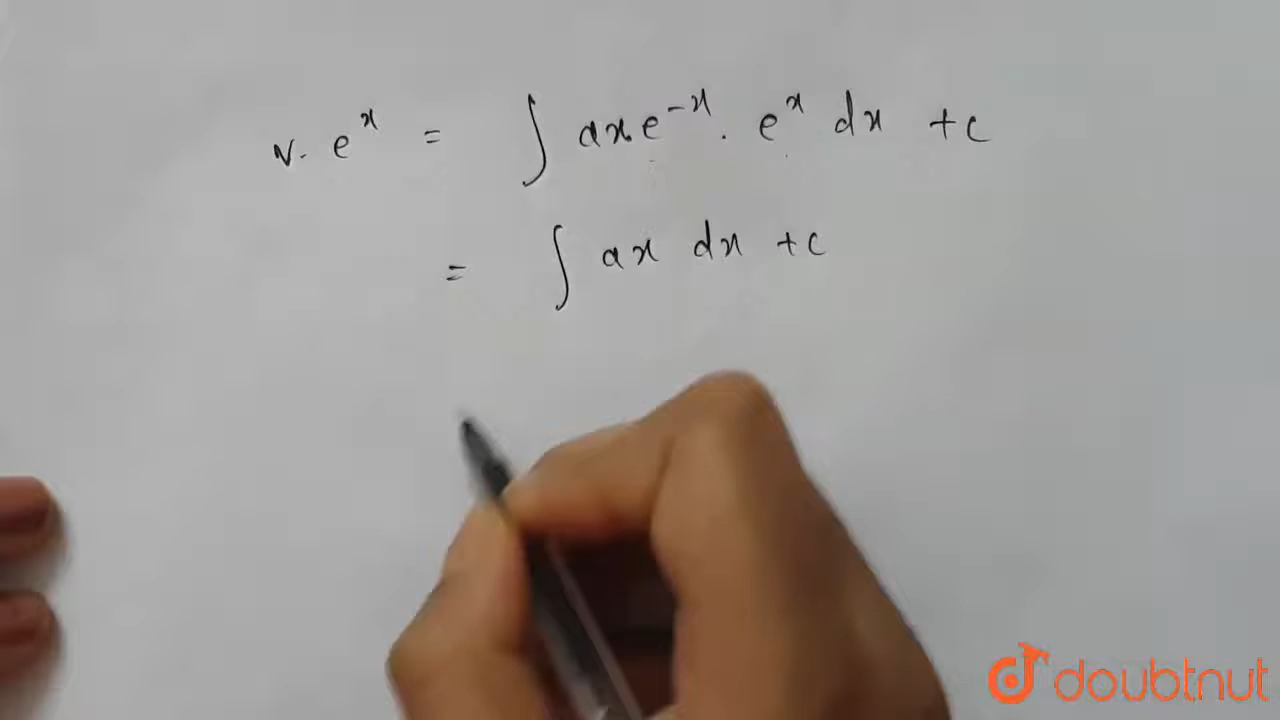 v. e^x = ∫ axe^-x . e^x dx + c
= ∫ ax dx + c
doubtnut